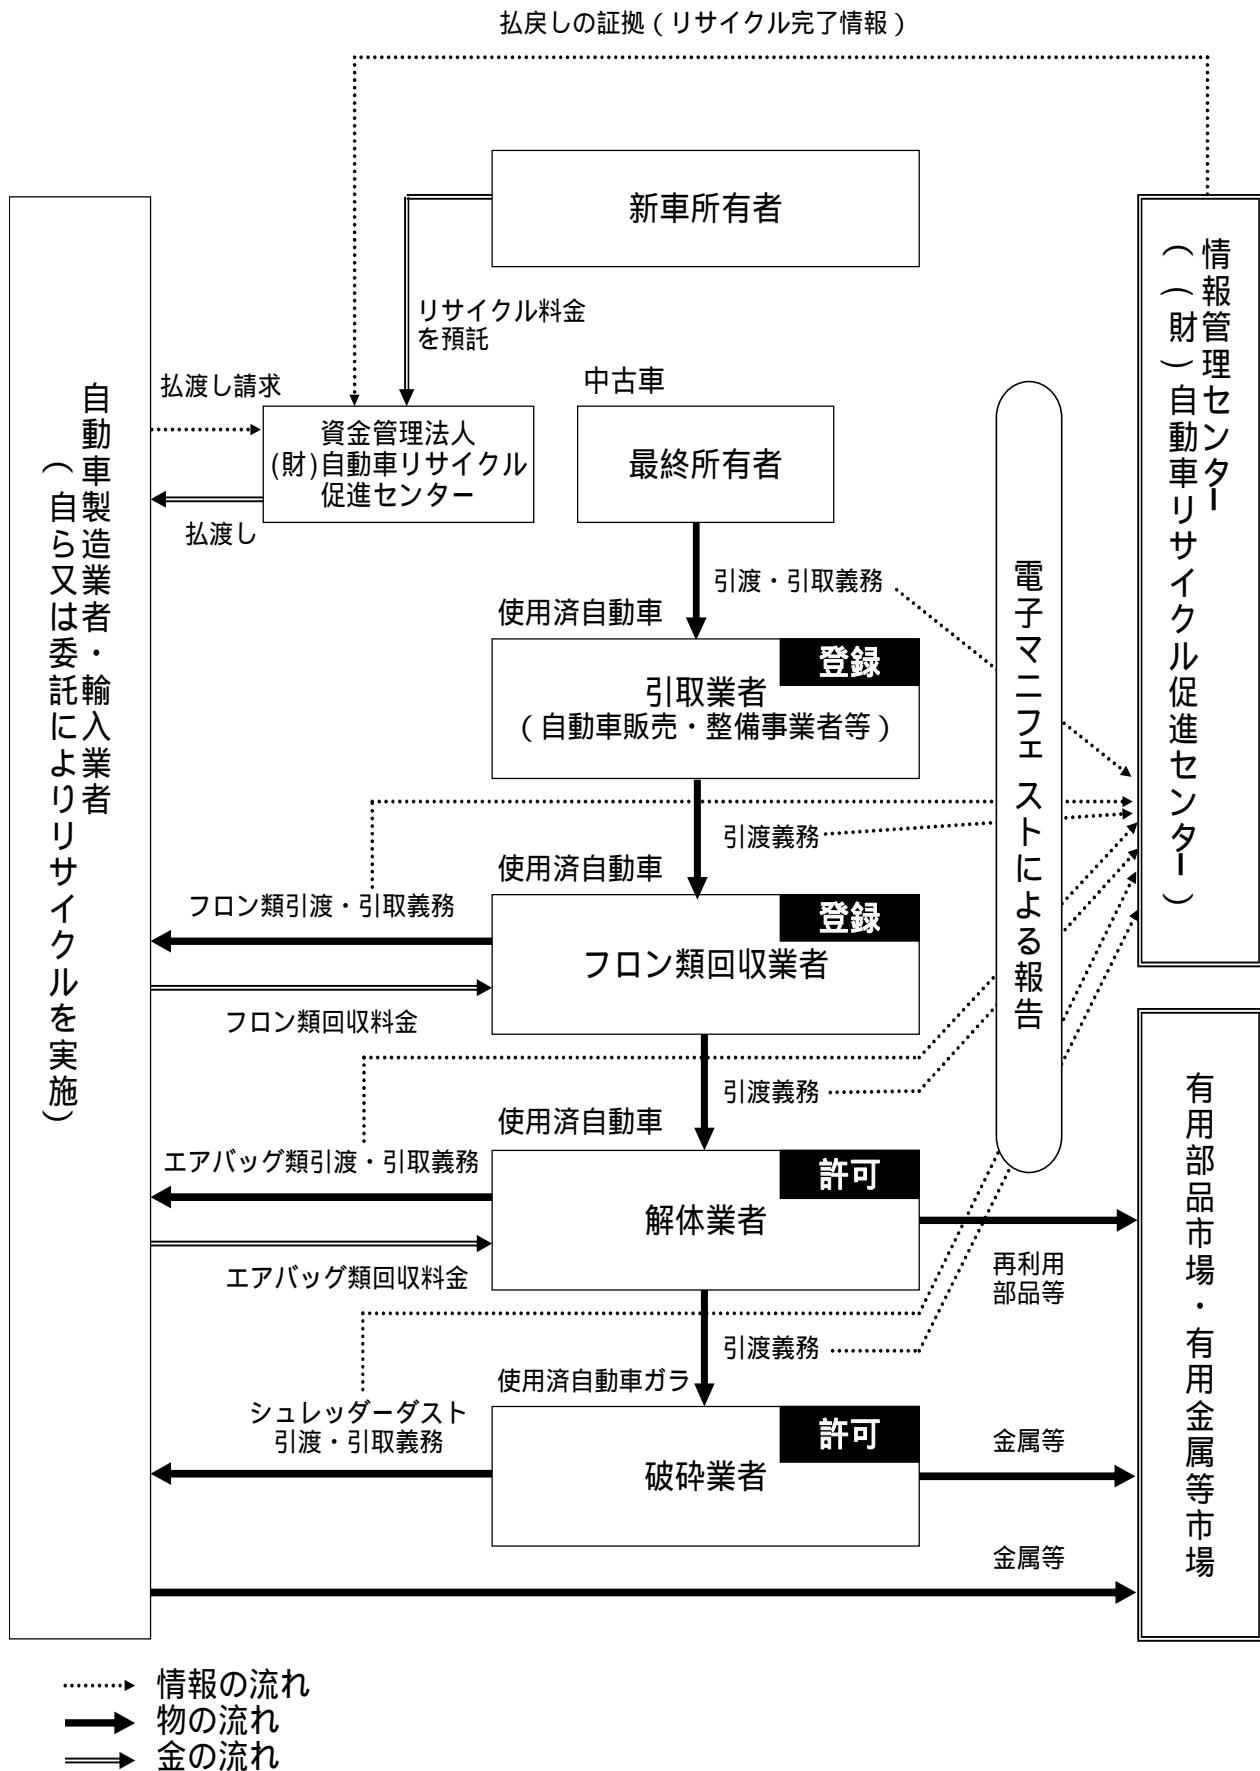 払戻しの証拠(リサイクル完了情報)
新車所有者
リサイクル料金
を預託
払渡し請求
資金管理法人
(財)自動車リサイクル
促進センター
払渡し
中古車
最終所有者
引渡・引取義務
使用済自動車
登録
引取業者
(自動車販売・整備事業者等)
引渡義務
使用済自動車
フロン類引渡・引取義務
登録
フロン類回収業者
フロン類回収料金
引渡義務
使用済自動車
エアバッグ類引渡・引取義務
許可
解体業者
エアバッグ類回収料金
再利用
部品等
引渡義務
使用済自動車ガラ
シュレッダーダスト
引渡・引取義務
許可
破砕業者
金属等
金属等
自動車製造業者・輸入業者
(自ら又は委託によりリサイクルを実施)
電子マニフェストによる報告
情報管理センター
((財)自動車リサイクル促進センター)
有用部品市場・有用金属等市場
情報の流れ
物の流れ
金の流れ